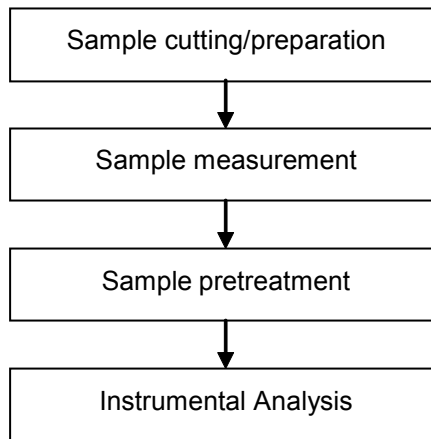 Sample cutting/preparation
Sample measurement
Sample pretreatment
Instrumental Analysis